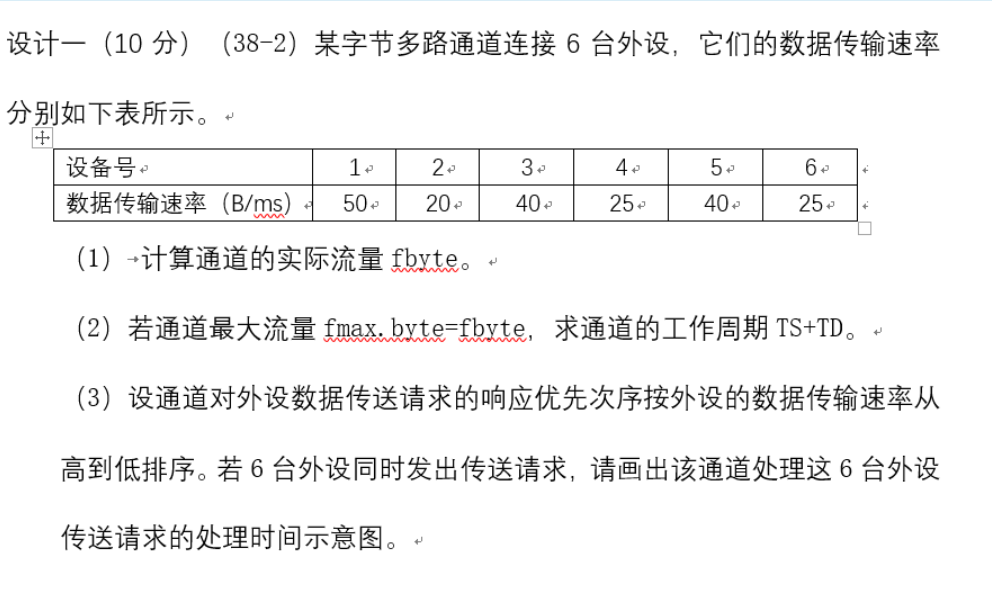 设计一（10 分）（38-2）某字节多路通道连接 6 台外设，它们的数据传输速率
分别如下表所示。
设备号 1 2 3 4 5 6
数据传输速率（B/ms） 50 20 40 25 40 25
（1）计算通道的实际流量 fbyte。
（2）若通道最大流量 fmax.byte=fbyte，求通道的工作周期 TS+TD。
（3）设通道对外设数据传送请求的响应优先次序按外设的数据传输速率从
高到低排序。若 6 台外设同时发出传送请求，请画出该通道处理这 6 台外设
传送请求的处理时间示意图。